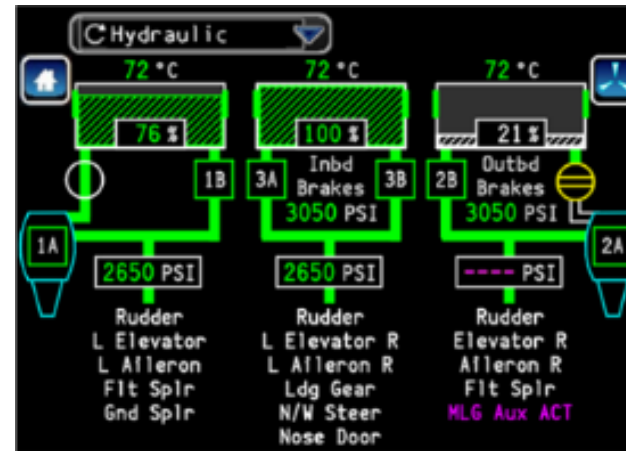 Hydraulic
72 °C 72 °C 72 °C
76 % 100 % 21 %
1B 3A Inbd Brakes 3B 2B Outbd Brakes
3050 PSI 3050 PSI
1A 2A
2650 PSI 2650 PSI ---- PSI
Rudder Rudder Rudder
L Elevator L Elevator R Elevator R
L Aileron L Aileron R Aileron R
Flt Splr Ldg Gear Flt Splr
Gnd Splr N/W Steer MLG Aux ACT
Nose Door